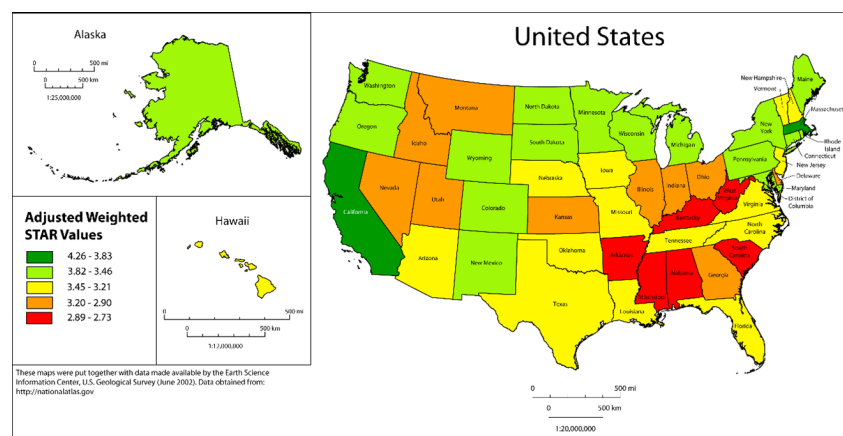 Alaska
0 500 mi
0 500 km
1:25,000,000
Adjusted Weighted
STAR Values
4.26 - 3.83
3.82 - 3.46
3.45 - 3.21
3.20 - 2.90
2.89 - 2.73
Hawaii
0 500 mi
0 500 km
1:12,000,000
These maps were put together with data made available by the Earth Science
Information Center, U.S. Geological Survey (June 2002). Data obtained from:
http://nationalatlas.gov
United States
Washington
Oregon
California
Nevada
Idaho
Montana
Wyoming
Utah
Colorado
Arizona
New Mexico
North Dakota
South Dakota
Nebraska
Kansas
Oklahoma
Texas
Minnesota
Iowa
Missouri
Arkansas
Louisiana
Wisconsin
Illinois
Michigan
Indiana
Ohio
Kentucky
Tennessee
Mississippi
Alabama
Georgia
Florida
South
Carolina
North
Carolina
Virginia
West
Virginia
Pennsylvania
New
York
Vermont
New Hampshire
Maine
Massachuset
Rhode
Island
Connecticut
New Jersey
Delaware
Maryland
District of
Columbia
0 500 mi
0 500 km
1:20,000,000